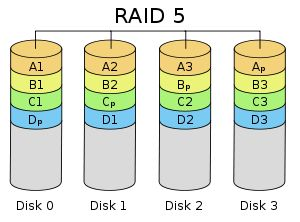 RAID 5
A1 A2 A3 Ap
B1 B2 Bp B3
C1 Cp C2 C3
Dp D1 D2 D3
Disk 0 Disk 1 Disk 2 Disk 3